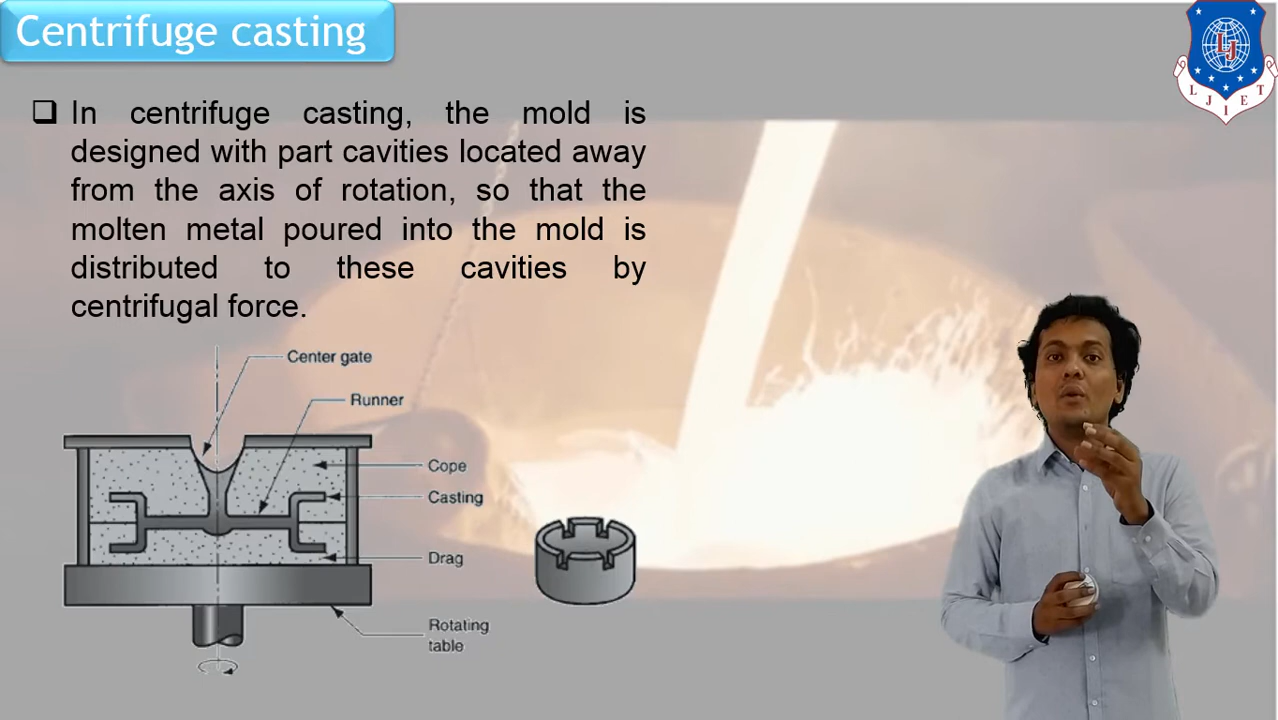 Centrifuge casting
LJIET
❑ In centrifuge casting, the mold is
designed with part cavities located away
from the axis of rotation, so that the
molten metal poured into the mold is
distributed to these cavities by
centrifugal force.
Center gate
Runner
Cope
Casting
Drag
Rotating
table